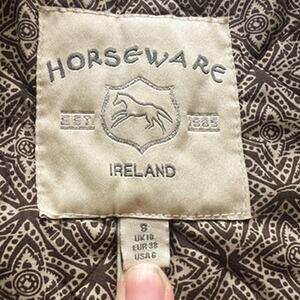 HORSEWARE
EST 1985
IRELAND
S
UK10
EUR 38
USA 6